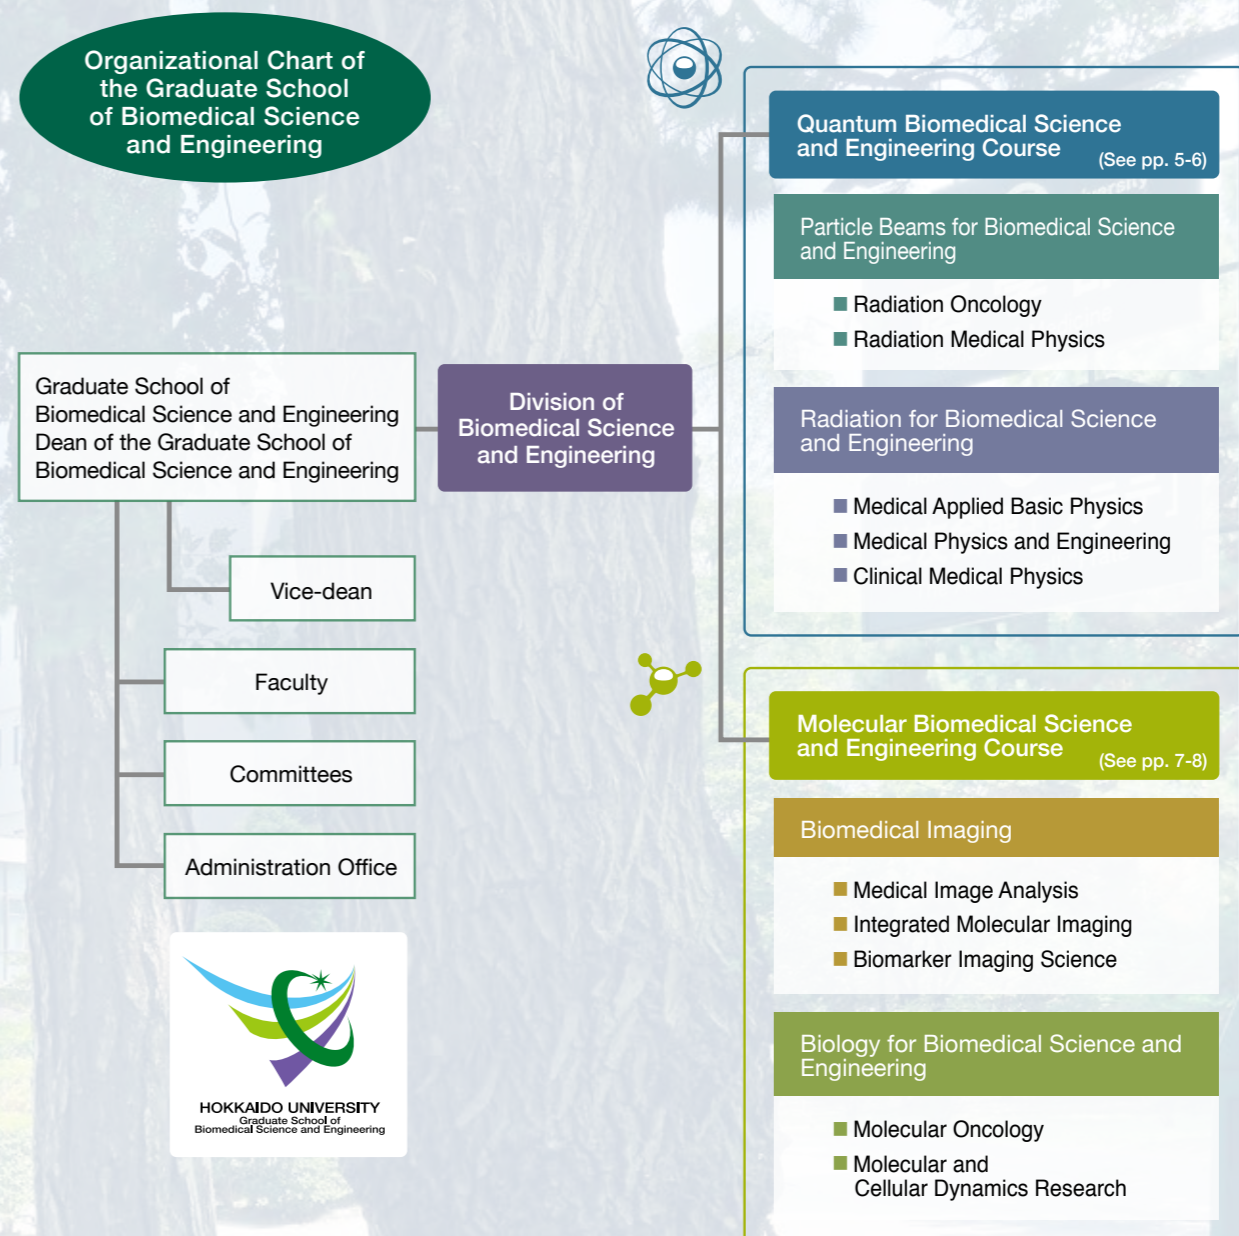 Organizational Chart of
the Graduate School
of Biomedical Science
and Engineering
Graduate School of
Biomedical Science and Engineering
Dean of the Graduate School of
Biomedical Science and Engineering
Vice-dean
Faculty
Committees
Administration Office
HOKKAIDO UNIVERSITY
Graduate School of
Biomedical Science and Engineering
Division of
Biomedical Science
and Engineering
Quantum Biomedical Science
and Engineering Course (See pp. 5-6)
Particle Beams for Biomedical Science
and Engineering
Radiation Oncology
Radiation Medical Physics
Radiation for Biomedical Science
and Engineering
Medical Applied Basic Physics
Medical Physics and Engineering
Clinical Medical Physics
Molecular Biomedical Science
and Engineering Course (See pp. 7-8)
Biomedical Imaging
Medical Image Analysis
Integrated Molecular Imaging
Biomarker Imaging Science
Biology for Biomedical Science and
Engineering
Molecular Oncology
Molecular and
Cellular Dynamics Research